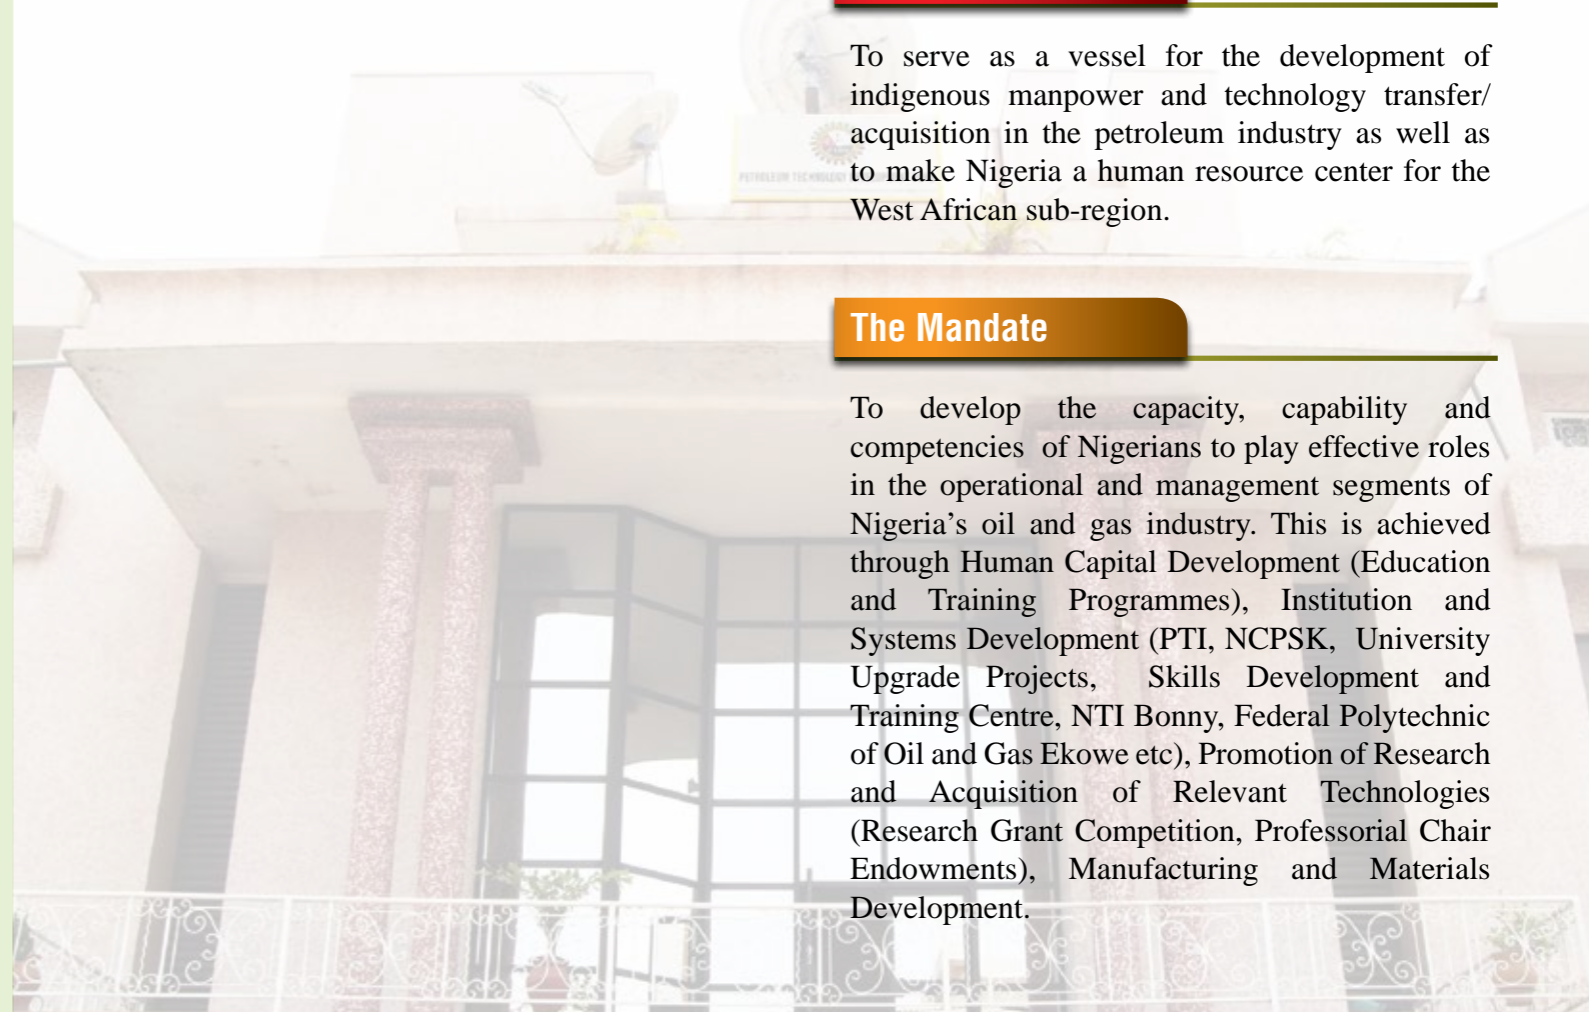 To serve as a vessel for the development of
indigenous manpower and technology transfer/
acquisition in the petroleum industry as well as
to make Nigeria a human resource center for the
West African sub-region.
PETROLEUM TECHNOLOGY
The Mandate
To develop the capacity, capability and
competencies of Nigerians to play effective roles
in the operational and management segments of
Nigeria’s oil and gas industry. This is achieved
through Human Capital Development (Education
and Training Programmes), Institution and
Systems Development (PTI, NCPSK, University
Upgrade Projects, Skills Development and
Training Centre, NTI Bonny, Federal Polytechnic
of Oil and Gas Ekowe etc), Promotion of Research
and Acquisition of Relevant Technologies
(Research Grant Competition, Professorial Chair
Endowments), Manufacturing and Materials
Development.